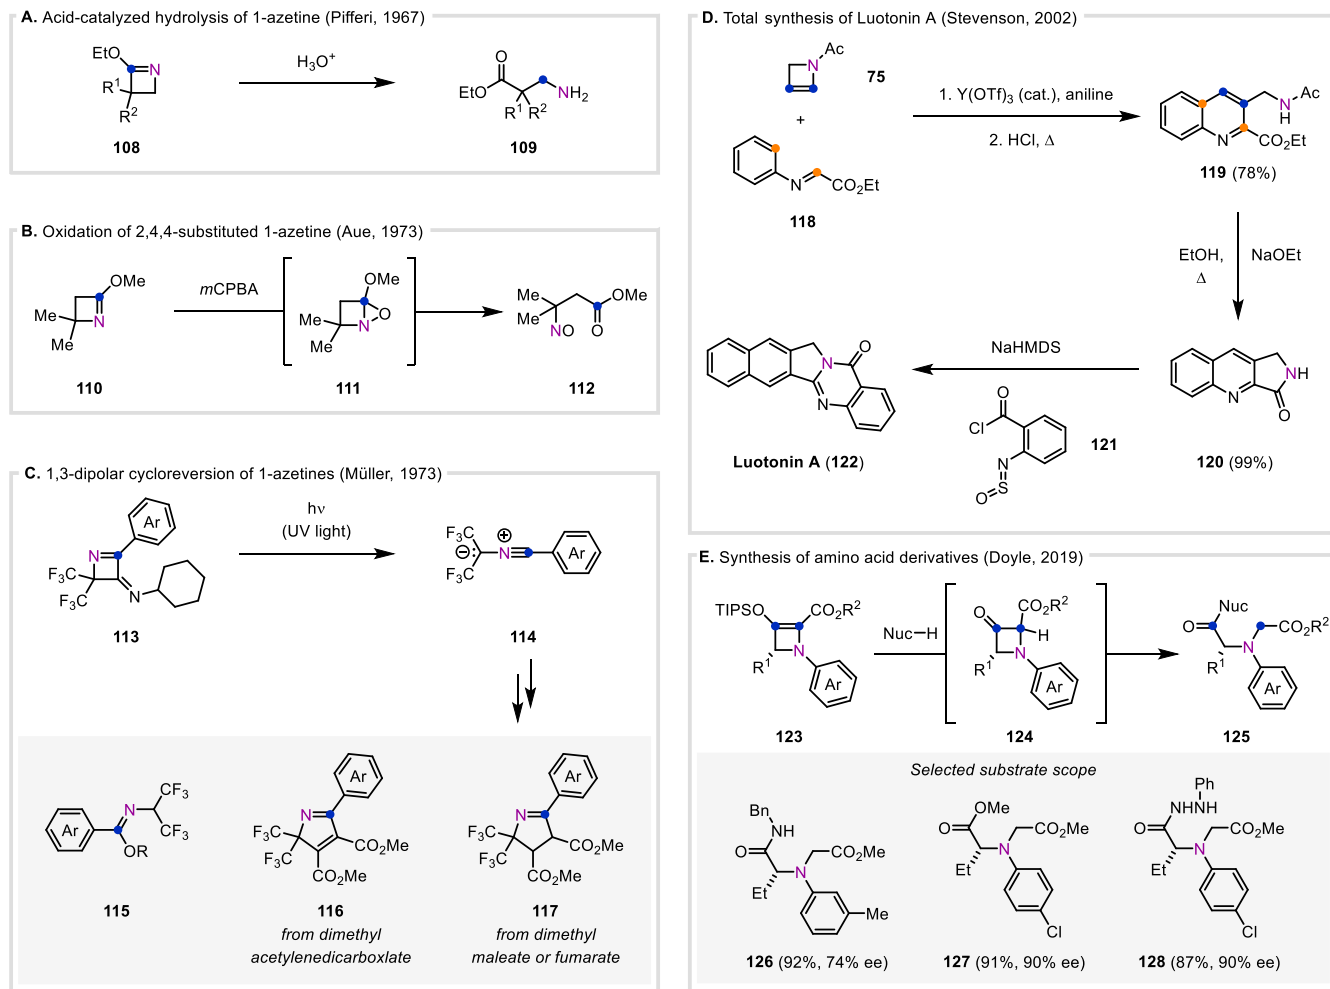 A. Acid-catalyzed hydrolysis of 1-azetine (Pifferi, 1967)
EtO
N
R1
R2
108
H3O+
O
EtO
R1 R2
NH2
109
B. Oxidation of 2,4,4-substituted 1-azetine (Aue, 1973)
OMe
Me
Me
N
110
mCPBA
OMe
Me
Me
N
O
111
Me
Me
NO
OMe
O
112
C. 1,3-dipolar cycloreversion of 1-azetines (Müller, 1973)
Ar
N
F3C
F3C
N
113
hν
(UV light)
F3C
F3C
⊖
:
N
⊕
Ar
114
Ar
N
CF3
CF3
OR
115
Ar
N
F3C
F3C
CO2Me
CO2Me
116
from dimethyl
acetylenedicarboxlate
Ar
N
F3C
F3C
CO2Me
CO2Me
117
from dimethyl
maleate or fumarate
D. Total synthesis of Luotonin A (Stevenson, 2002)
Ac
N
75
+
N
CO2Et
118
1. Y(OTf)3 (cat.), aniline
2. HCl, Δ
N
H
Ac
N
CO2Et
119 (78%)
EtOH,
Δ
NaOEt
NH
N
O
120 (99%)
NaHMDS
O
Cl
N
S
O
121
O
N
N
Luotonin A (122)
E. Synthesis of amino acid derivatives (Doyle, 2019)
TIPSO
CO2R2
R1
N
Ar
123
Nuc–H
O
CO2R2
H
R1
N
Ar
124
Nuc
O
N
CO2R2
R1
Ar
125
Selected substrate scope
Bn
NH
O
N
CO2Me
Et
Me
126 (92%, 74% ee)
OMe
O
N
CO2Me
Et
Cl
127 (91%, 90% ee)
Ph
NHNH
O
N
CO2Me
Et
Cl
128 (87%, 90% ee)